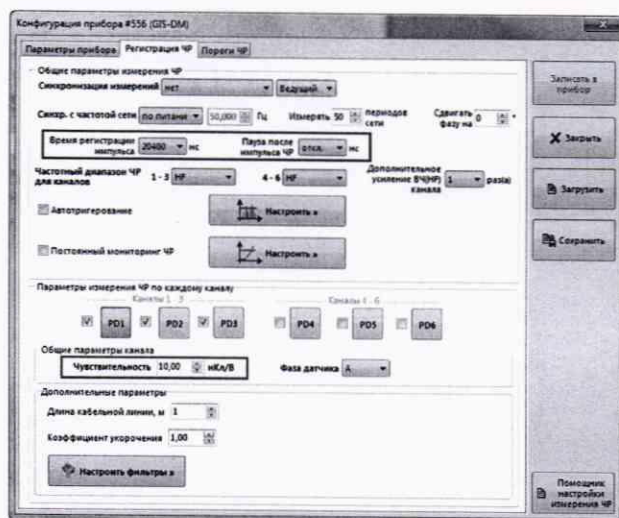 Конфигурация прибора #556 (GIS-DM)
Параметры прибора Регистрация ЧР Пороги ЧР
Общие параметры измерения ЧР
Синхронизация измерений нет Ведущий
Синхр. с частотой сети по питани 50,000 Гц Измерять 50 периодов сети Сдвигать фазу на 0 °
Время регистрации импульса 20400 нс Пауза после импульса ЧР откл. нс
Частотный диапазон ЧР для каналов 1 - 3 HF 4 - 6 HF Дополнительное усиление ВЧ(HF) канала 1 раз(а)
Автотригерование Настроить »
Постоянный мониторинг ЧР Настроить »
Параметры измерения ЧР по каждому каналу
Каналы 1 - 3 Каналы 4 - 6
PD1 PD2 PD3 PD4 PD5 PD6
Общие параметры канала
Чувствительность 10,00 нКл/В Фаза датчика A
Дополнительные параметры
Длина кабельной линии, м 1
Коэффициент укорочения 1,00
Настроить фильтры »
Записать в прибор
Закрыть
Загрузить
Сохранить
Помощник настройки измерения ЧР